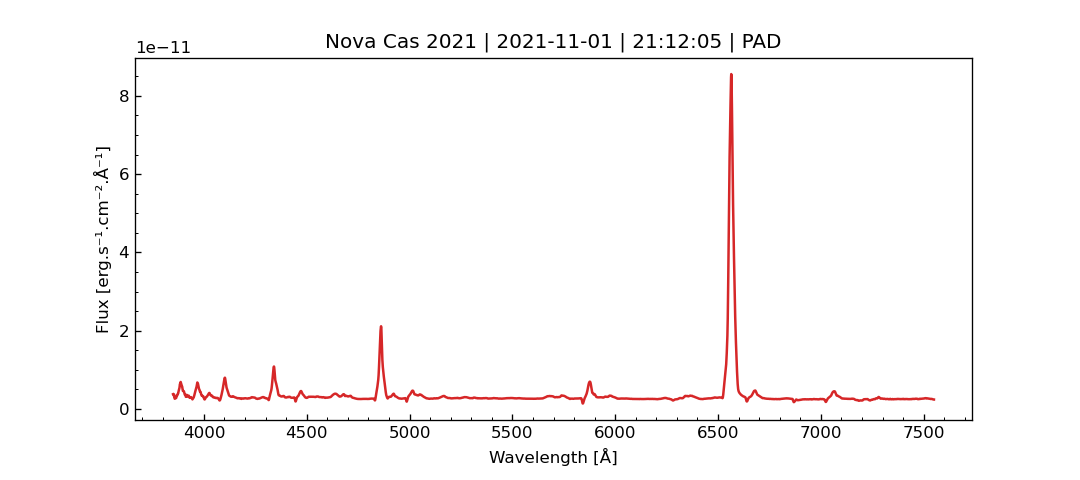 Nova Cas 2021 | 2021-11-01 | 21:12:05 | PAD
1e−11
8
6
4
2
0
Flux [erg.s⁻¹.cm⁻².Å⁻¹]
4000 4500 5000 5500 6000 6500 7000 7500
Wavelength [Å]